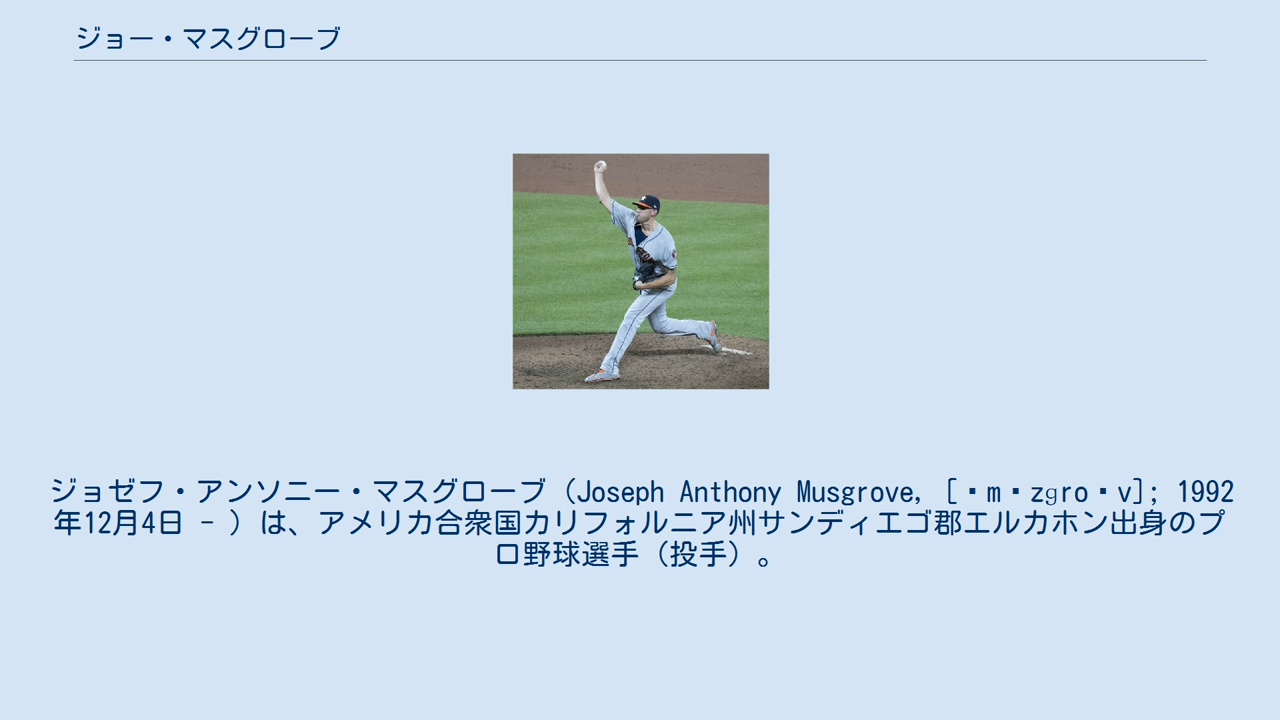 ジョー・マスグローブ
ジョゼフ・アンソニー・マスグローブ（Joseph Anthony Musgrove, [▪m▪zɡro▪v]; 1992
年12月4日 - ）は、アメリカ合衆国カリフォルニア州サンディエゴ郡エルカホン出身のプ
ロ野球選手（投手）。